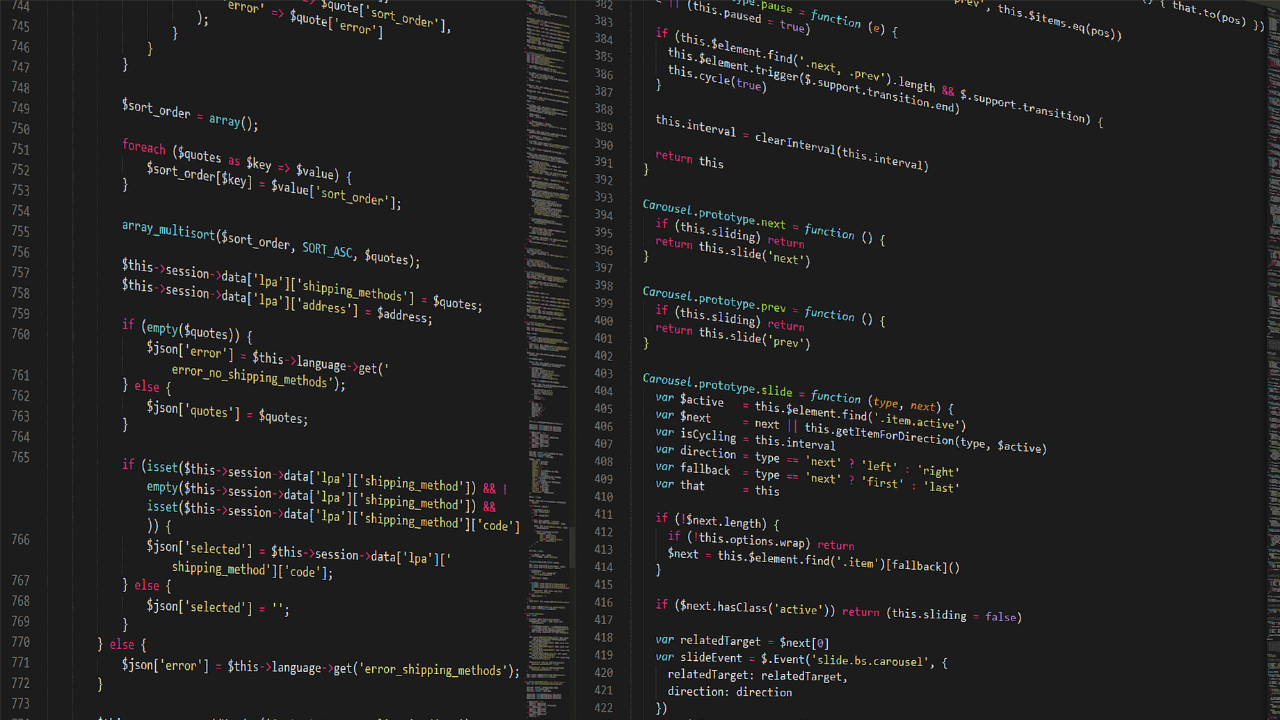 744
745
746
747
748
749
750
751
752
753
754
755
756
757
758
759
760
761
762
763
764
765
766
767
768
769
770
771
772
773
=> $quote['sort_order'],
'error' => $quote['error']
);
}
}
}
$sort_order = array();
foreach ($quotes as $key => $value) {
$sort_order[$key] = $value['sort_order'];
}
array_multisort($sort_order, SORT_ASC, $quotes);
$this->session->data['lpa']['shipping_methods'] = $quotes;
$this->session->data['lpa']['address'] = $address;
if (empty($quotes)) {
$json['error'] = $this->language->get('
error_no_shipping_methods');
} else {
$json['quotes'] = $quotes;
}
if (isset($this->session->data['lpa']['shipping_method']) && !
empty($this->session->data['lpa']['shipping_method']) &&
isset($this->session->data['lpa']['shipping_method']['code']
)) {
$json['selected'] = $this->session->data['lpa']['
shipping_method']['code'];
} else {
$json['selected'] = '';
}
} else {
$json['error'] = $this->language->get('error_shipping_methods');
}
382
383
384
385
386
387
388
389
390
391
392
393
394
395
396
397
398
399
400
401
402
403
404
405
406
407
408
409
410
411
412
413
414
415
416
417
418
419
420
421
422
', this.$items.eq(pos))
{ that.to(pos) })
.pause = function (e) {
|| (this.paused = true)
if (this.$element.find('.next, .prev').length && $.support.transition) {
this.$element.trigger($.support.transition.end)
this.cycle(true)
}
this.interval = clearInterval(this.interval)
return this
}
Carousel.prototype.next = function () {
if (this.sliding) return
return this.slide('next')
}
Carousel.prototype.prev = function () {
if (this.sliding) return
return this.slide('prev')
}
Carousel.prototype.slide = function (type, next) {
var $active = this.$element.find('.item.active')
var $next = next || this.getItemForDirection(type, $active)
var isCycling = this.interval
var direction = type == 'next' ? 'left' : 'right'
var fallback = type == 'next' ? 'first' : 'last'
var that = this
if (!$next.length) {
if (!this.options.wrap) return
$next = this.$element.find('.item')[fallback]()
}
if ($next.hasClass('active')) return (this.sliding = false)
var relatedTarget = $next[0]
var slideEvent = $.Event('slide.bs.carousel', {
relatedTarget: relatedTarget,
direction: direction
})